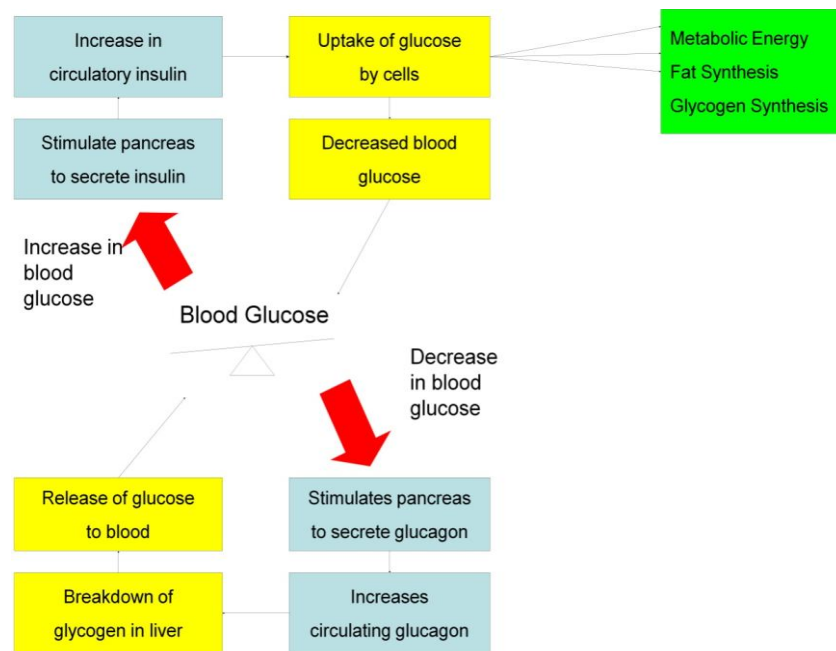 Increase in
circulatory insulin
Uptake of glucose
by cells
Metabolic Energy
Fat Synthesis
Glycogen Synthesis
Stimulate pancreas
to secrete insulin
Decreased blood
glucose
Increase in
blood
glucose
Blood Glucose
Decrease
in blood
glucose
Release of glucose
to blood
Stimulates pancreas
to secrete glucagon
Breakdown of
glycogen in liver
Increases
circulating glucagon